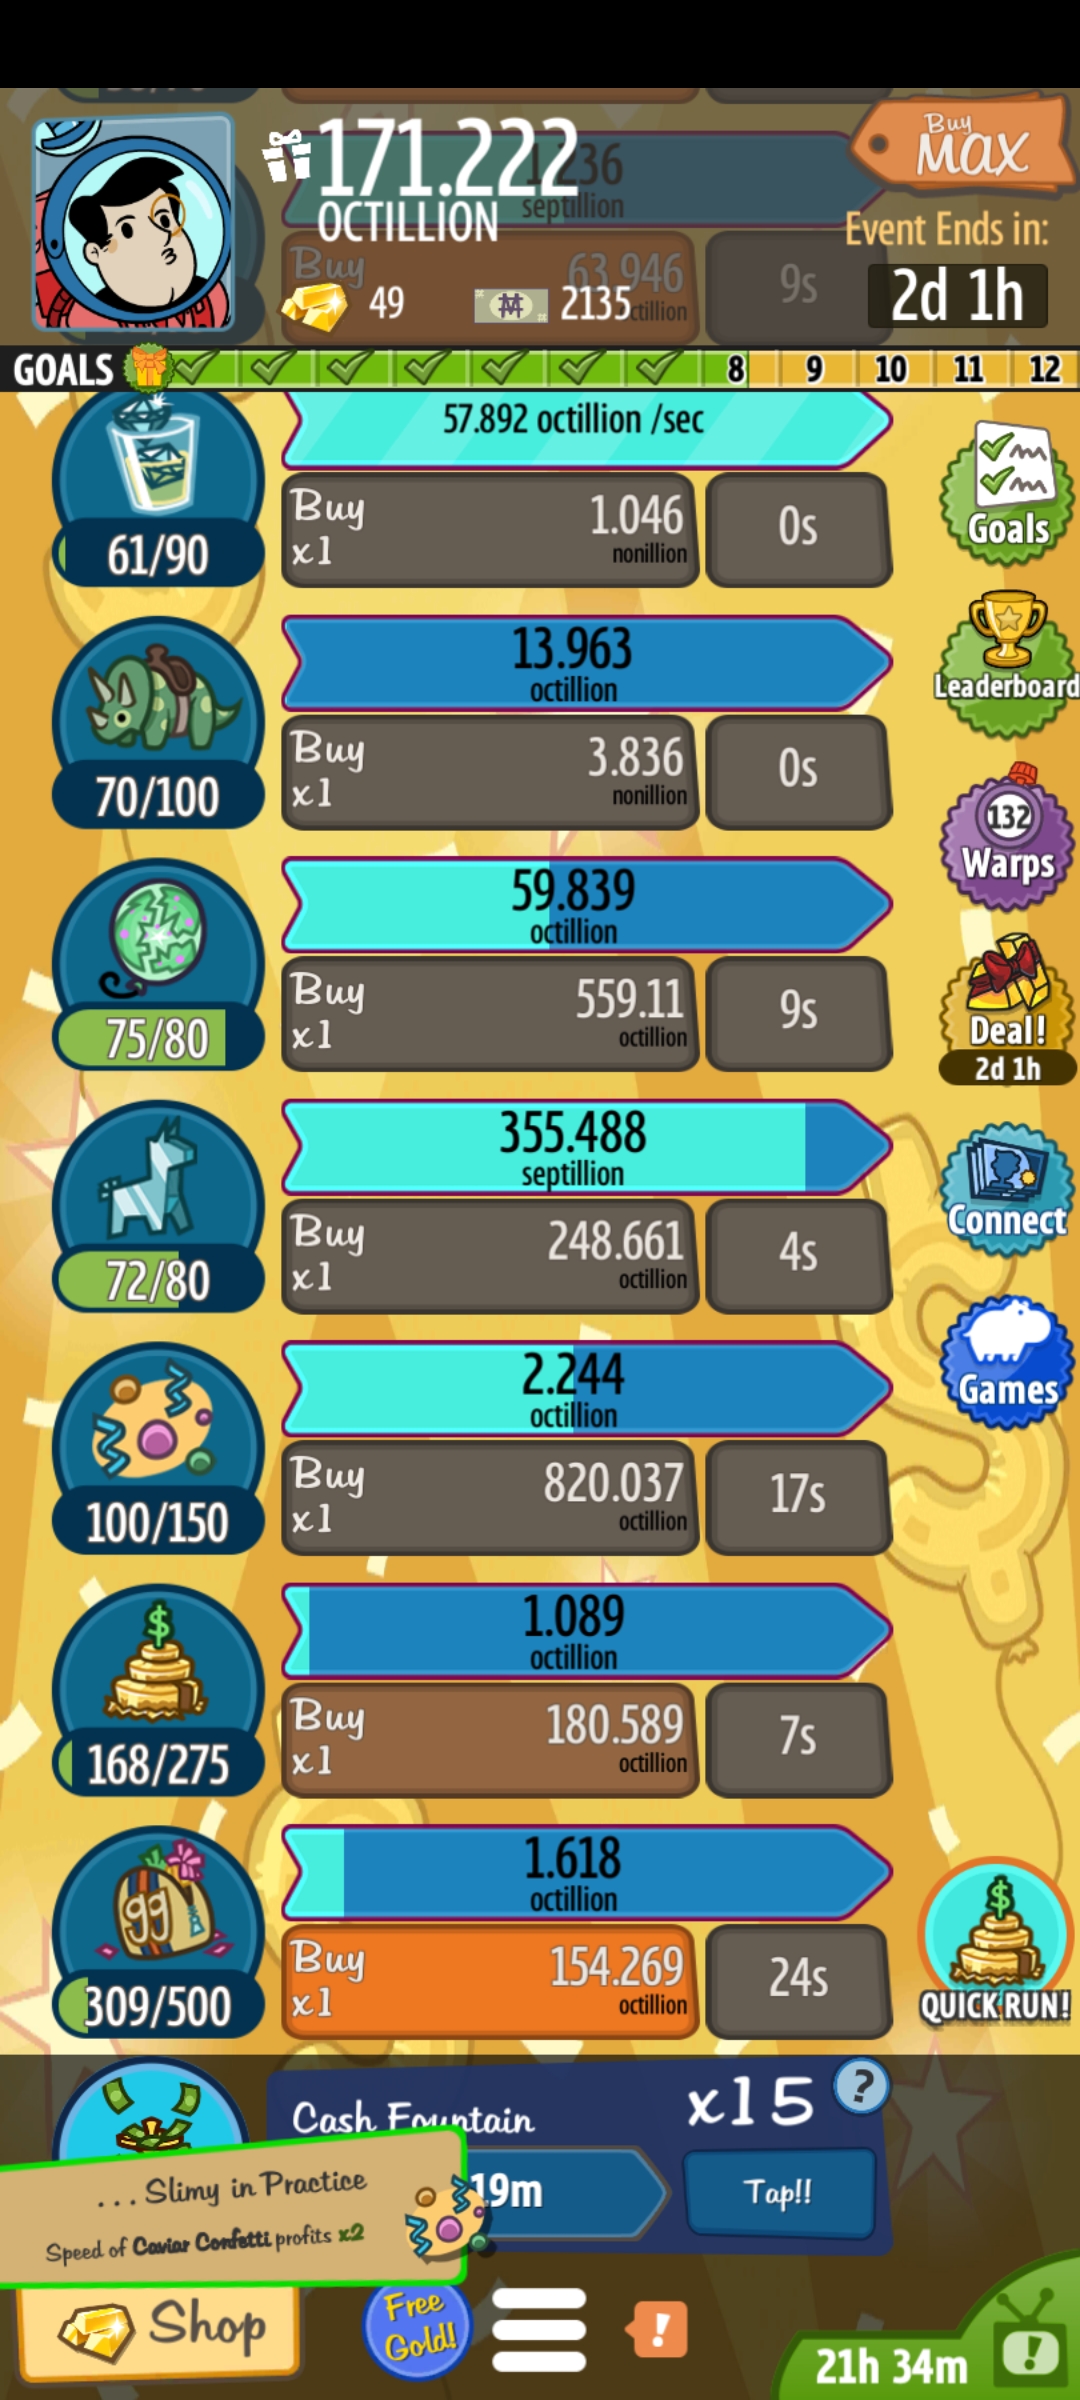 171.222
OCTILLION
1.236
septillion
Buy
63.946
ctillion
9s
49
2135
Buy
MAX
Event Ends in:
2d 1h
GOALS
8 9 10 11 12
57.892 octillion /sec
Buy
x1
1.046
nonillion
0s
61/90
13.963
octillion
Buy
x1
3.836
nonillion
0s
70/100
59.839
octillion
Buy
x1
559.11
octillion
9s
75/80
355.488
septillion
Buy
x1
248.661
octillion
4s
72/80
2.244
octillion
Buy
x1
820.037
octillion
17s
100/150
$
1.089
octillion
Buy
x1
180.589
octillion
7s
168/275
99
1.618
octillion
Buy
x1
154.269
octillion
24s
309/500
Goals
Leaderboard
132
Warps
Deal!
2d 1h
Connect
Games
$
QUICK RUN!
Cash Fountain
x15
?
19m
Tap!!
...Slimy in Practice
Speed of Caviar Confetti profits x2
Shop
Free
Gold!
!
21h 34m
!